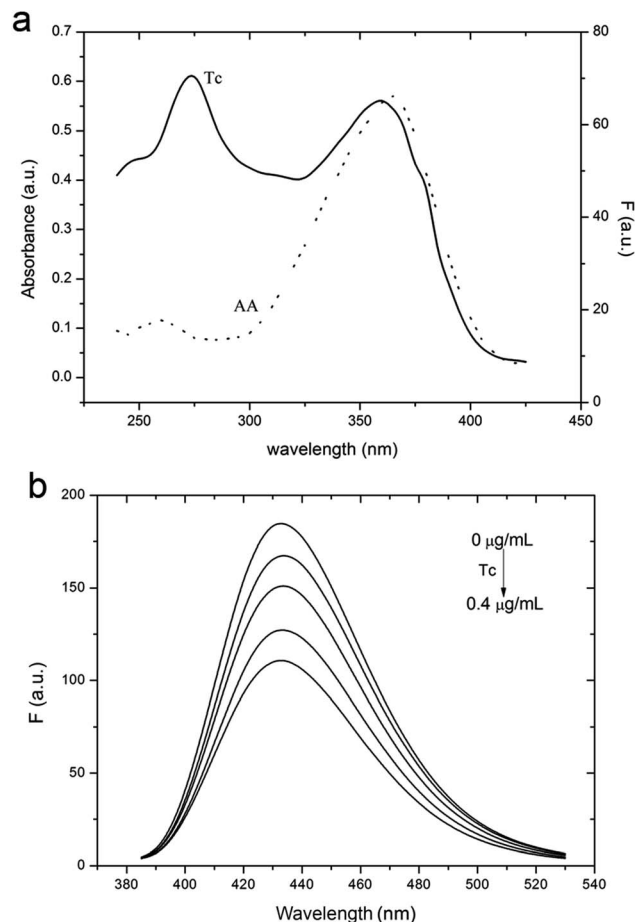 a
0.7
0.6
0.5
0.4
0.3
0.2
0.1
0.0
Absorbance (a.u.)
80
60
40
20
0
F (a.u.)
Tc
AA
250
300
350
400
450
wavelength (nm)
b
200
150
100
50
0
F (a.u.)
0 μg/mL
Tc
0.4 μg/mL
380
400
420
440
460
480
500
520
540
Wavelength (nm)